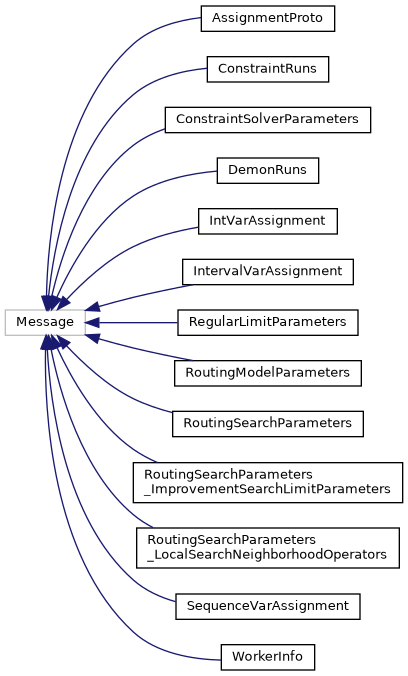 AssignmentProto
ConstraintRuns
ConstraintSolverParameters
DemonRuns
IntVarAssignment
IntervalVarAssignment
Message
RegularLimitParameters
RoutingModelParameters
RoutingSearchParameters
RoutingSearchParameters
_ImprovementSearchLimitParameters
RoutingSearchParameters
_LocalSearchNeighborhoodOperators
SequenceVarAssignment
WorkerInfo